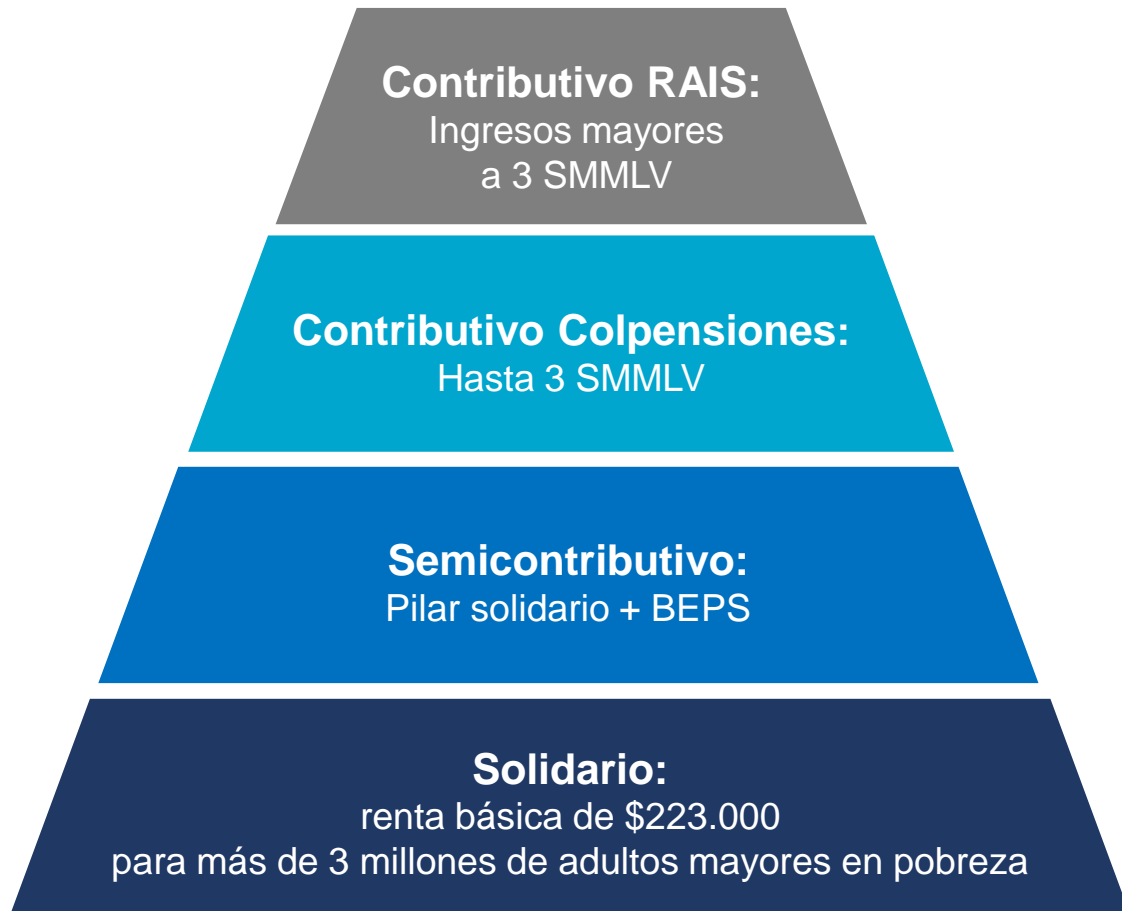 Contributivo RAIS:
Ingresos mayores
a 3 SMMLV
Contributivo Colpensiones:
Hasta 3 SMMLV
Semicontributivo:
Pilar solidario + BEPS
Solidario:
renta básica de $223.000
para más de 3 millones de adultos mayores en pobreza